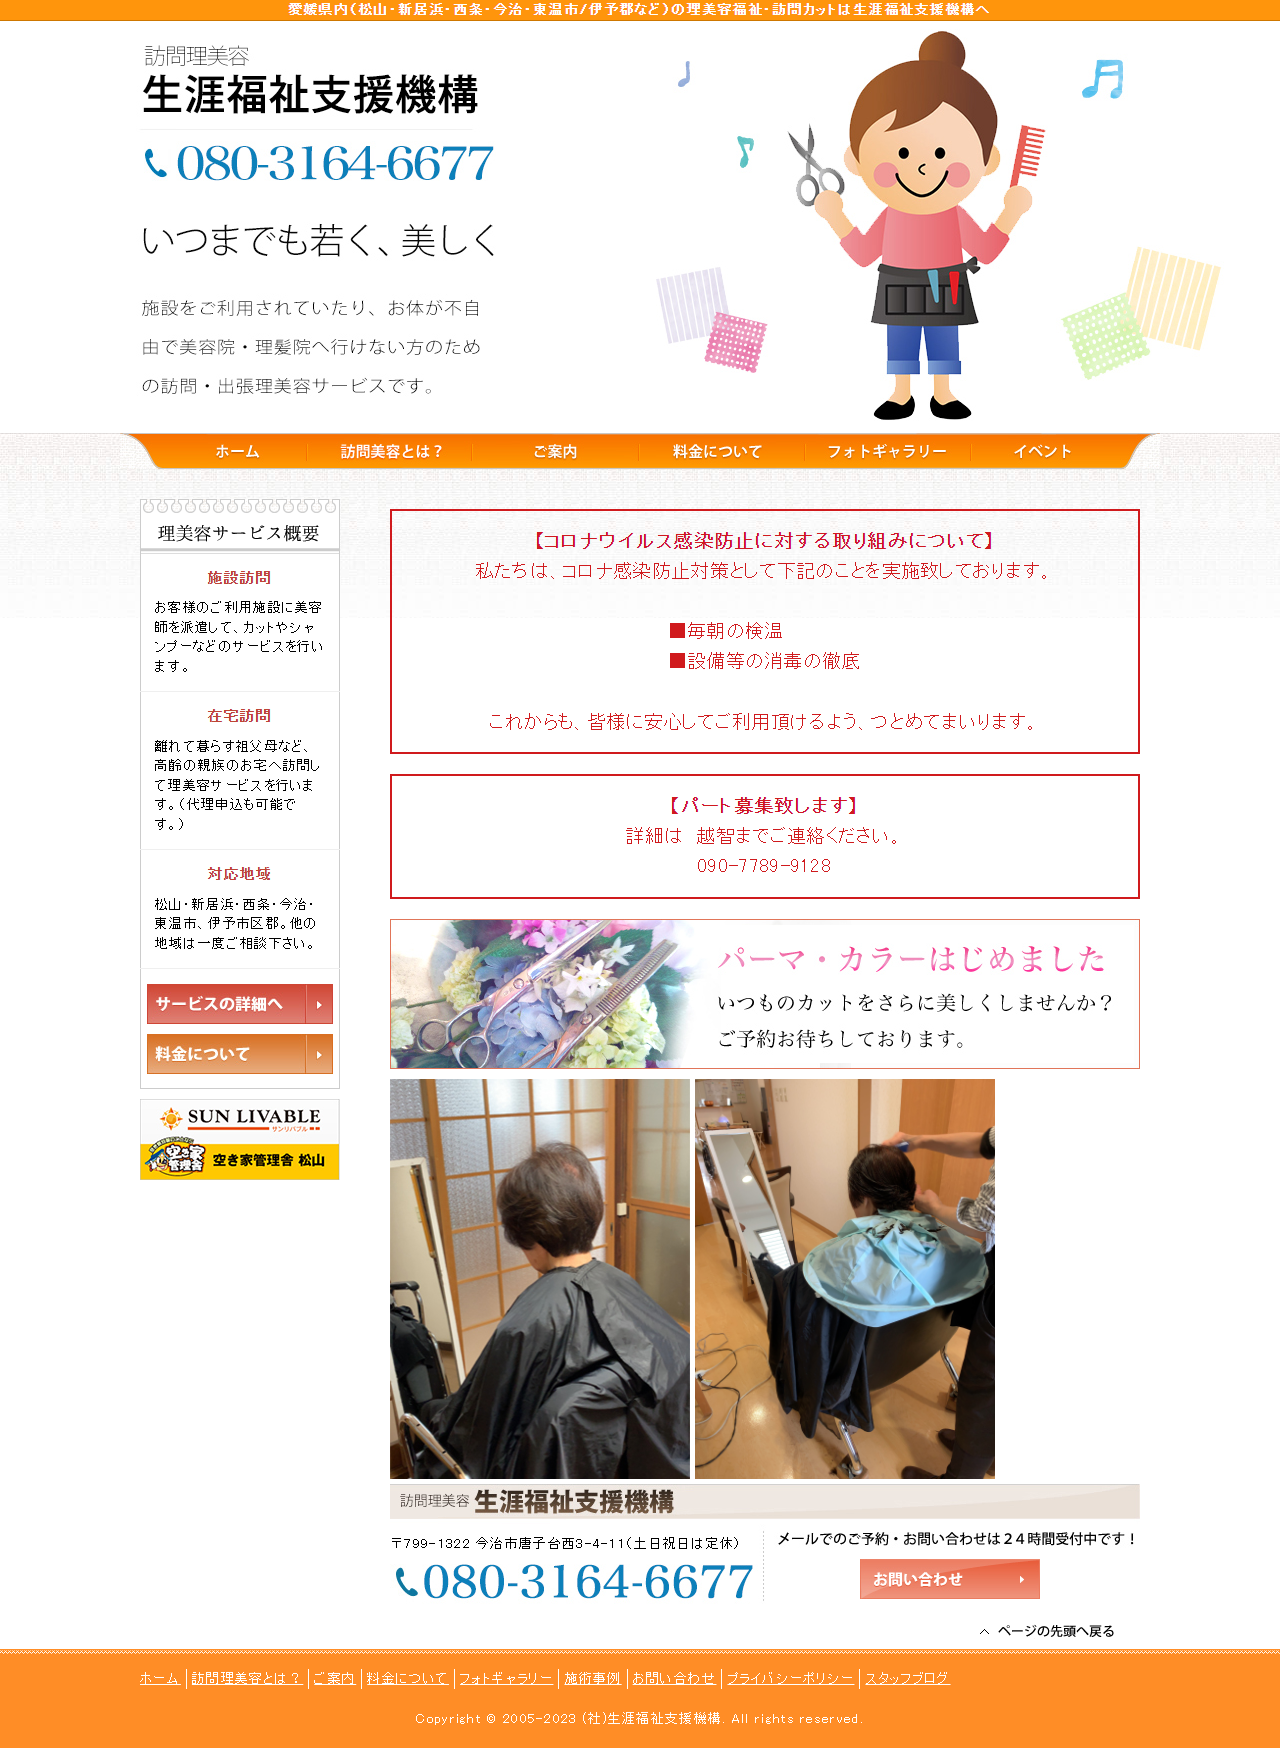 愛媛県内（松山・新居浜・西条・今治・東温市/伊予郡など）の理美容福祉・訪問カットは生涯福祉支援機構へ
訪問理美容
生涯福祉支援機構
080-3164-6677
いつまでも若く、美しく
施設をご利用されていたり、お体が不自
由で美容院・理髪院へ行けない方のため
の訪問・出張理美容サービスです。
ホーム 訪問美容とは？ ご案内 料金について フォトギャラリー イベント
理美容サービス概要
施設訪問
お客様のご利用施設に美容
師を派遣して、カットやシャ
ンプーなどのサービスを行い
ます。
在宅訪問
離れて暮らす祖父母など、
高齢の親族のお宅へ訪問し
て理美容サービスを行いま
す。（代理申込も可能で
す。）
対応地域
松山・新居浜・西条・今治・
東温市、伊予市区郡。他の
地域は一度ご相談下さい。
サービスの詳細へ
料金について
SUN LIVABLE
サンリバブル
空き家管理舎
空き家管理舎 松山
【コロナウイルス感染防止に対する取り組みについて】
私たちは、コロナ感染防止対策として下記のことを実施致しております。
■毎朝の検温
■設備等の消毒の徹底
これからも、皆様に安心してご利用頂けるよう、つとめてまいります。
【パート募集致します】
詳細は　越智までご連絡ください。
090-7789-9128
パーマ・カラーはじめました
いつものカットをさらに美しくしませんか？
ご予約お待ちしております。
訪問理美容 生涯福祉支援機構
〒799-1322 今治市唐子台西3-4-11（土日祝日は定休）
080-3164-6677
メールでのご予約・お問い合わせは２４時間受付中です！
お問い合わせ
ページの先頭へ戻る
ホーム 訪問理美容とは？ ご案内 料金について フォトギャラリー 施術事例 お問い合わせ プライバシーポリシー スタッフブログ
Copyright © 2005-2023 (社)生涯福祉支援機構. All rights reserved.